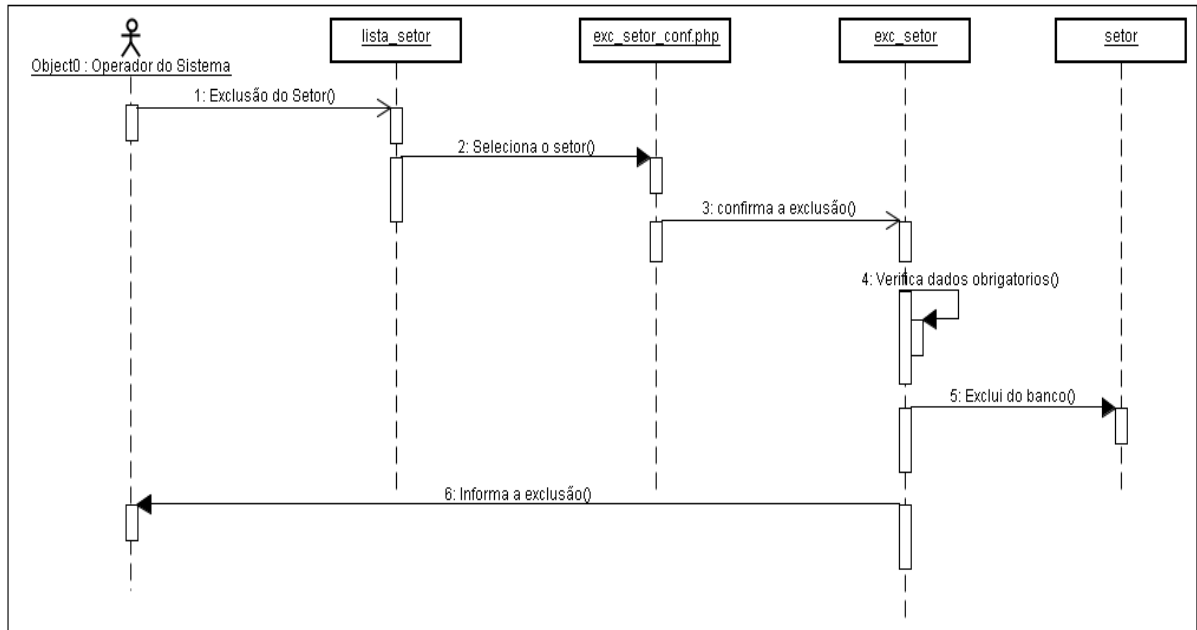 lista_setor
exc_setor_conf.php
exc_setor
setor
Object0 : Operador do Sistema
1: Exclusão do Setor()
2: Seleciona o setor()
3: confirma a exclusão()
4: Verifica dados obrigatorios()
5: Exclui do banco()
6: Informa a exclusão()